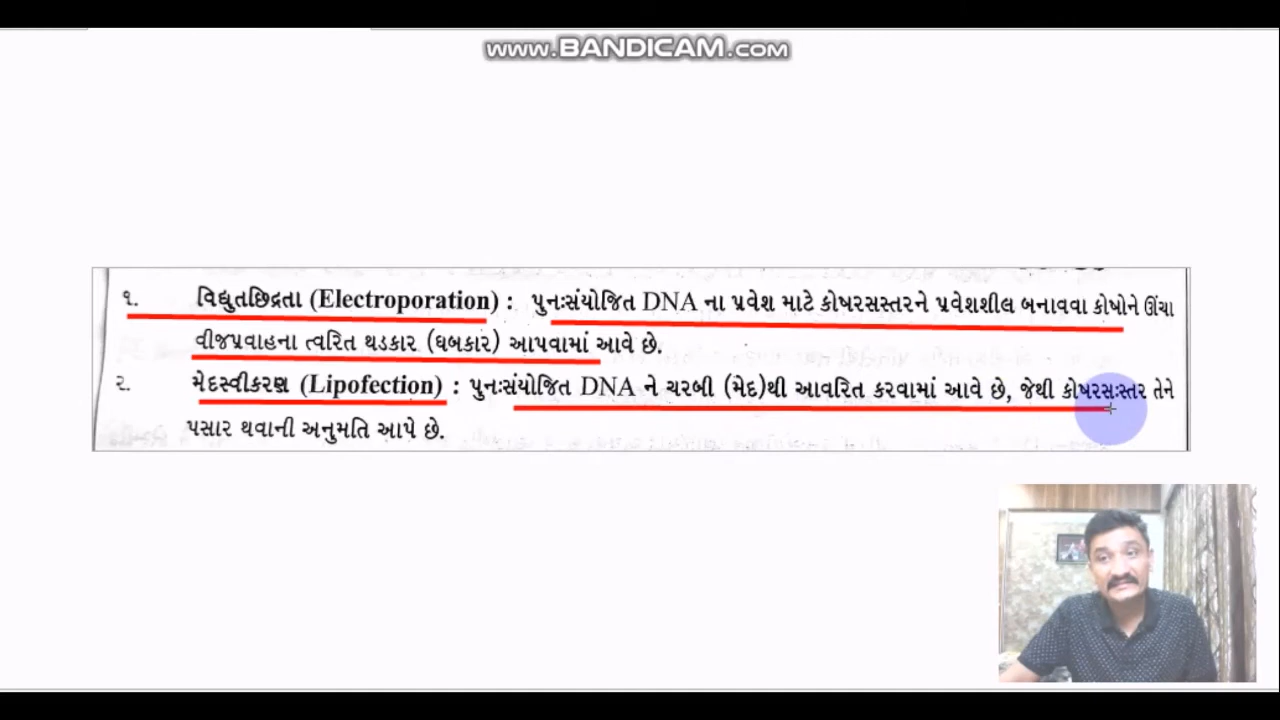 www.BANDICAM.com
૧. વિદ્યુતછિદ્રતા (Electroporation) : પુનઃસંયોજિત DNA ના પ્રવેશ માટે કોષરસસ્તરને પ્રવેશશીલ બનાવવા કોષોને ઊંચા
વીજપ્રવાહના ત્વરિત થડકાર (ધબકાર) આપવામાં આવે છે.
૨. મેદસ્વીકરણ (Lipofection) : પુનઃસંયોજિત DNA ને ચરબી (મેદ)થી આવરિત કરવામાં આવે છે, જેથી કોષરસઃસ્તર તેને
પસાર થવાની અનુમતિ આપે છે.